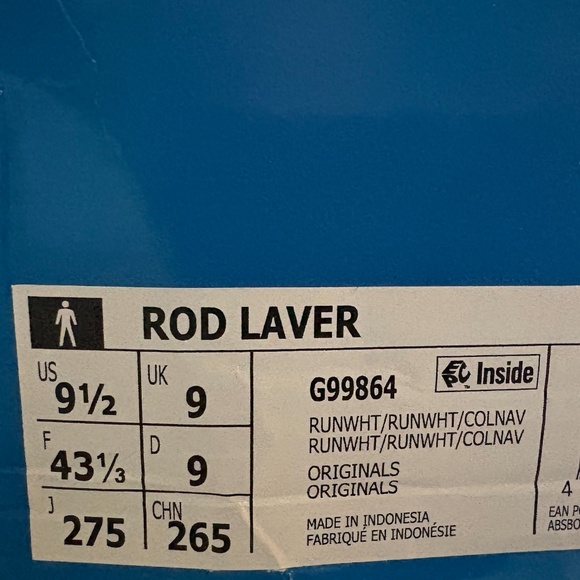 ROD LAVER
US 9½ UK 9
F 43⅓ D 9
J 275 CHN 265
G99864 Inside
RUNWHT/RUNWHT/COLNAV
RUNWHT/RUNWHT/COLNAV
ORIGINALS
ORIGINALS
MADE IN INDONESIA
FABRIQUÉ EN INDONÉSIE
4
EAN